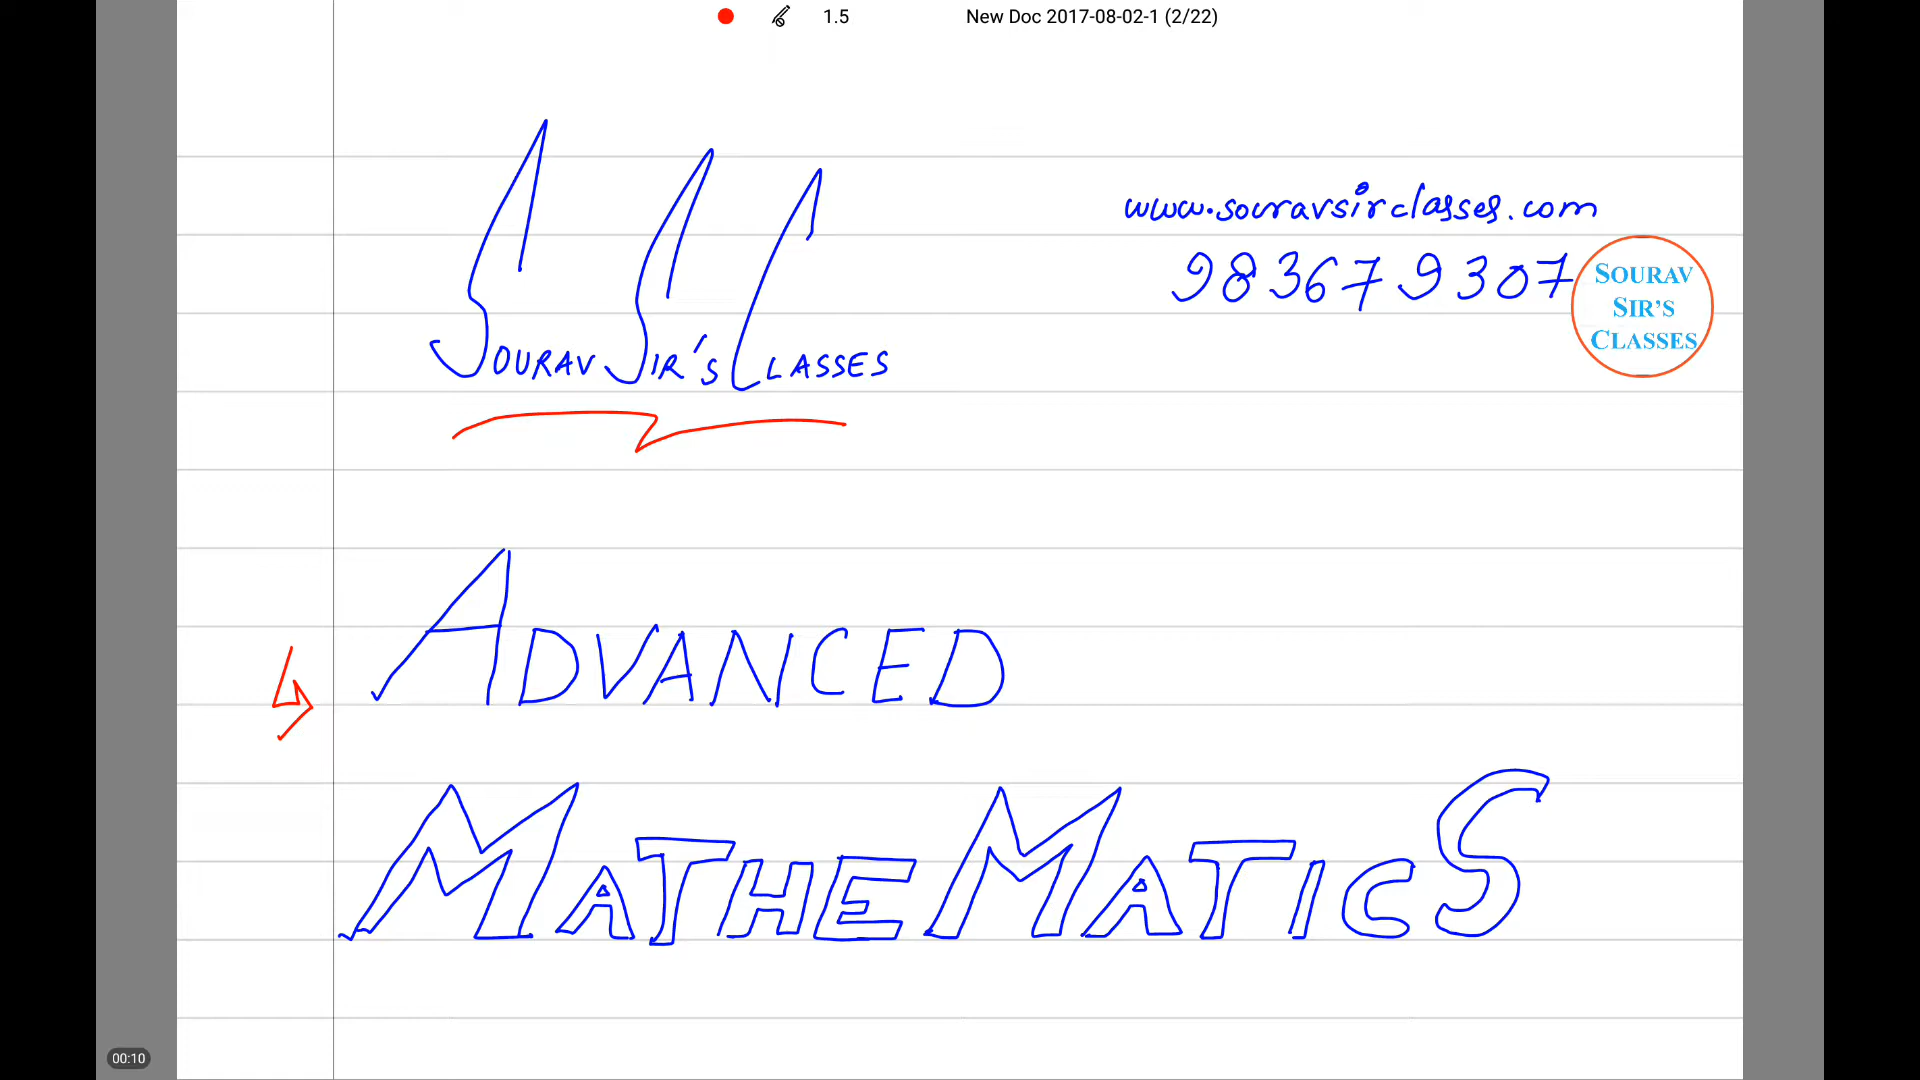 1.5 New Doc 2017-08-02-1 (2/22)
SOURAV SIR'S CLASSES
www.souravsirclasses.com
983679307
SOURAV
SIR'S
CLASSES
ADVANCED
MATHEMATICS
00:10